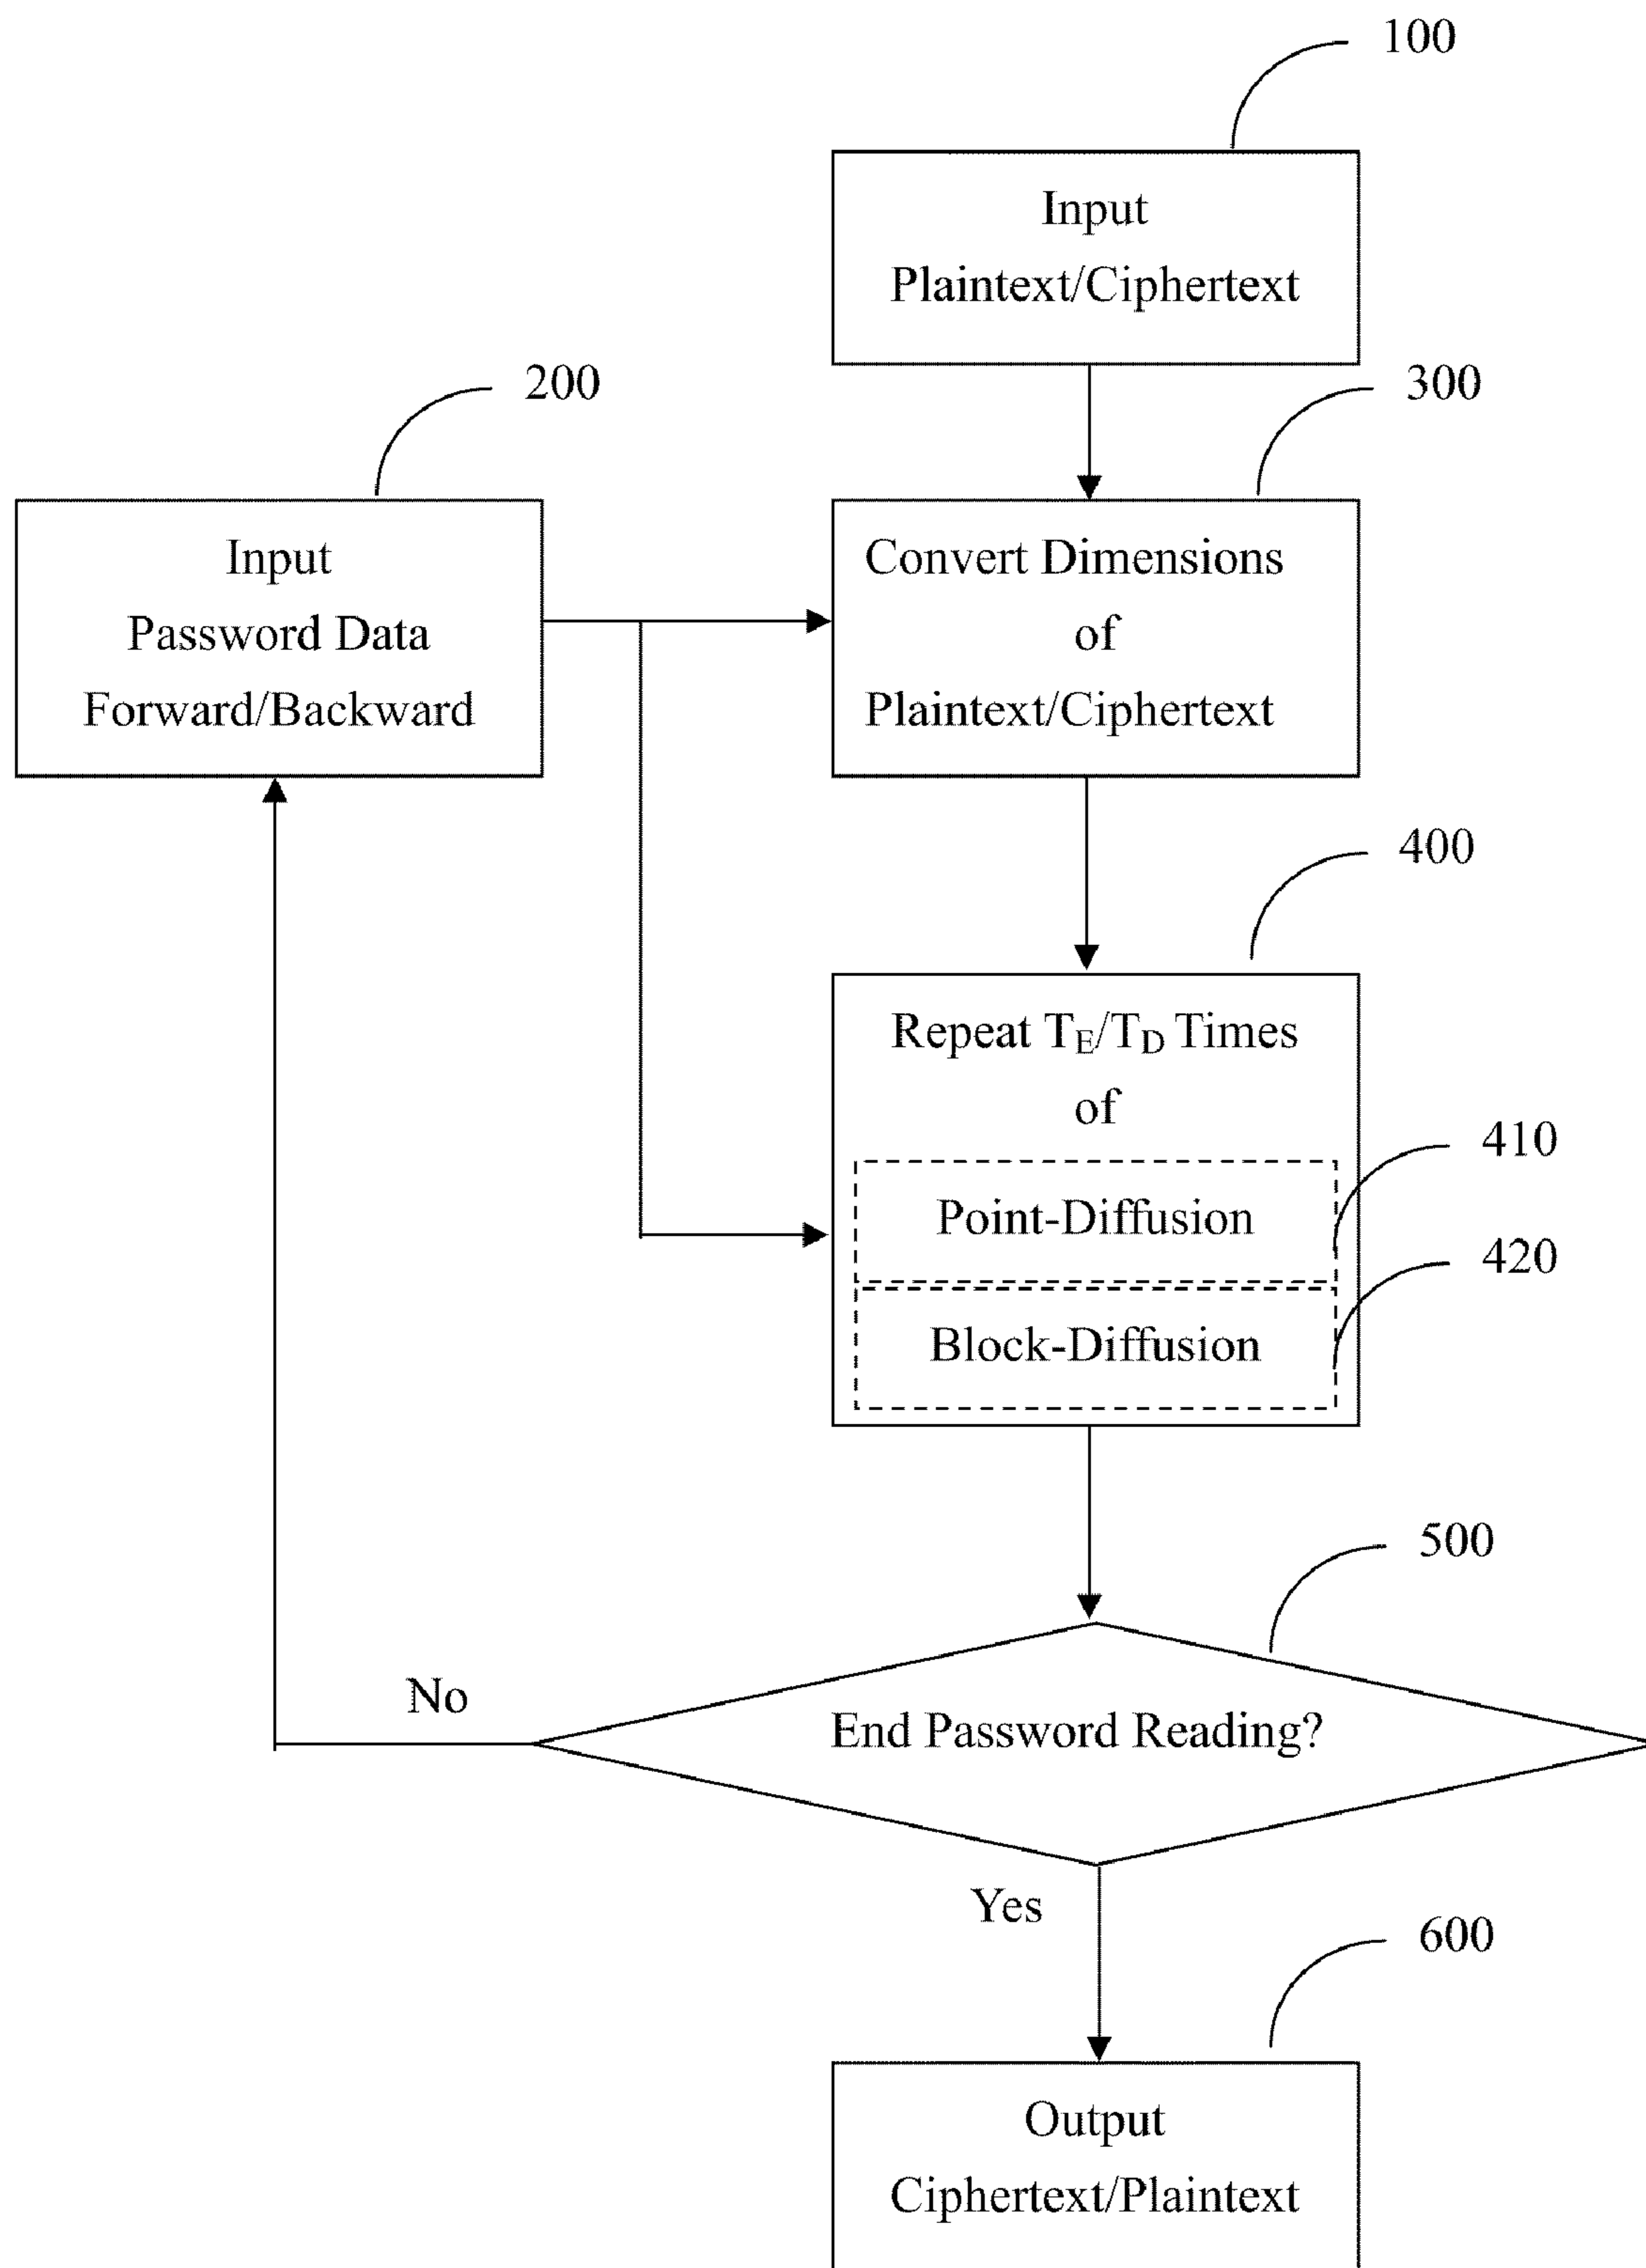 100
Input
Plaintext/Ciphertext
200
300
Input
Password Data
Forward/Backward
Convert Dimensions
of
Plaintext/Ciphertext
400
Repeat TE/TD Times
of
410
Point-Diffusion
420
Block-Diffusion
500
No
End Password Reading?
Yes
600
Output
Ciphertext/Plaintext